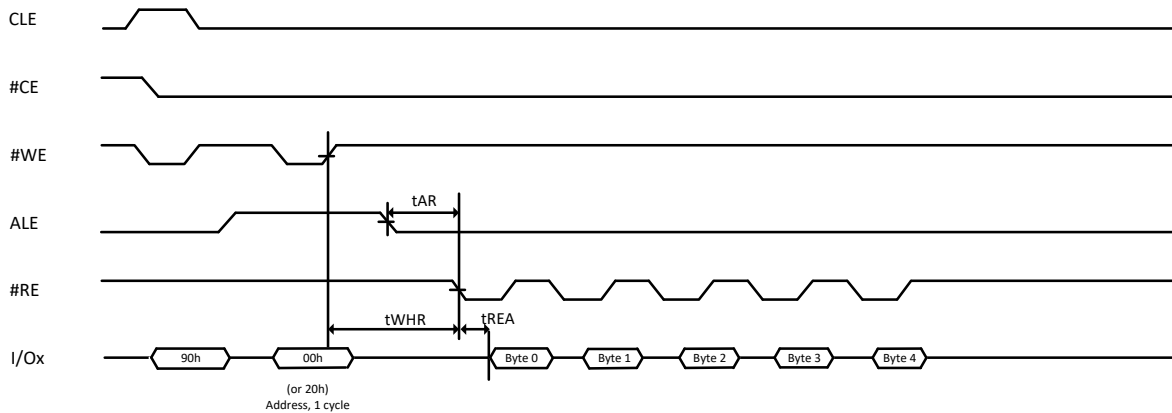 CLE
#CE
#WE
ALE
tAR
#RE
tWHR
tREA
I/Ox
90h
00h
Byte 0
Byte 1
Byte 2
Byte 3
Byte 4
(or 20h)
Address, 1 cycle